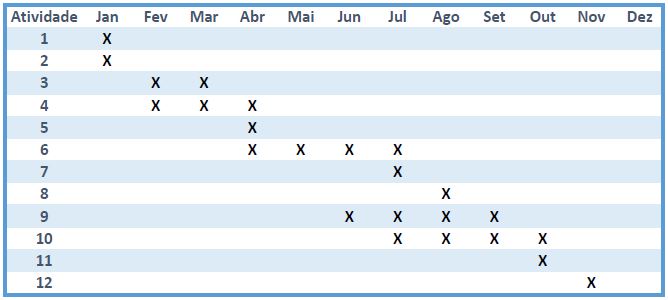 Atividade Jan Fev Mar Abr Mai Jun Jul Ago Set Out Nov Dez
1 X
2 X
3 X X
4 X X X
5 X
6 X X X X
7 X
8 X
9 X X X X
10 X X X X
11 X
12 X